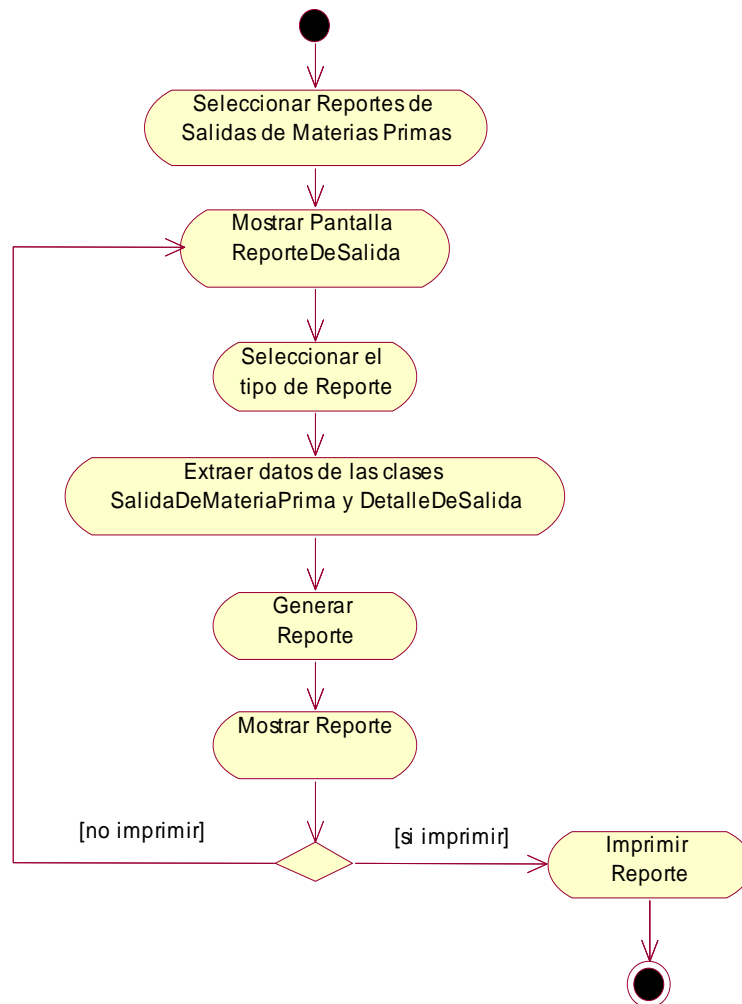 Seleccionar Reportes de
Salidas de Materias Primas
Mostrar Pantalla
ReporteDeSalida
Seleccionar el
tipo de Reporte
Extraer datos de las clases
SalidaDeMateriaPrima y DetalleDeSalida
Generar
Reporte
Mostrar Reporte
[no imprimir]
[si imprimir]
Imprimir
Reporte